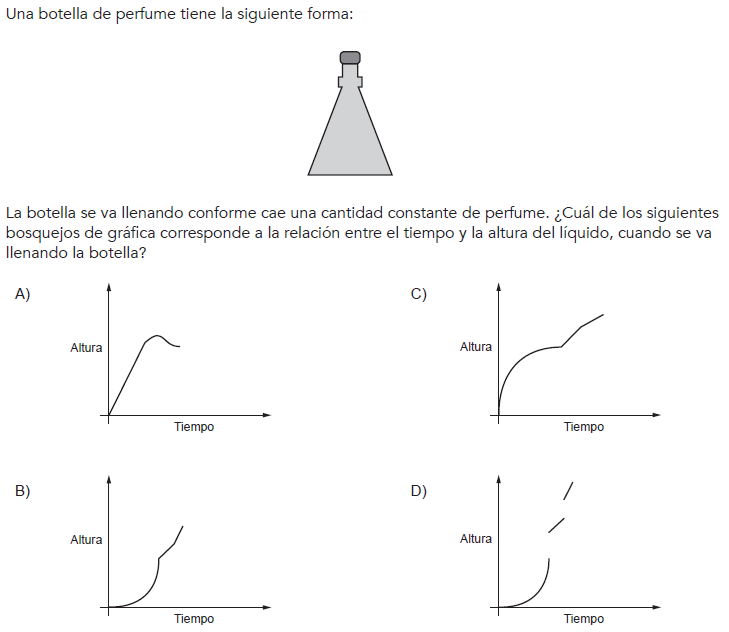 Una botella de perfume tiene la siguiente forma:
La botella se va llenando conforme cae una cantidad constante de perfume. ¿Cuál de los siguientes
bosquejos de gráfica corresponde a la relación entre el tiempo y la altura del líquido, cuando se va
llenando la botella?
A)
Altura
Tiempo
C)
Altura
Tiempo
B)
Altura
Tiempo
D)
Altura
Tiempo